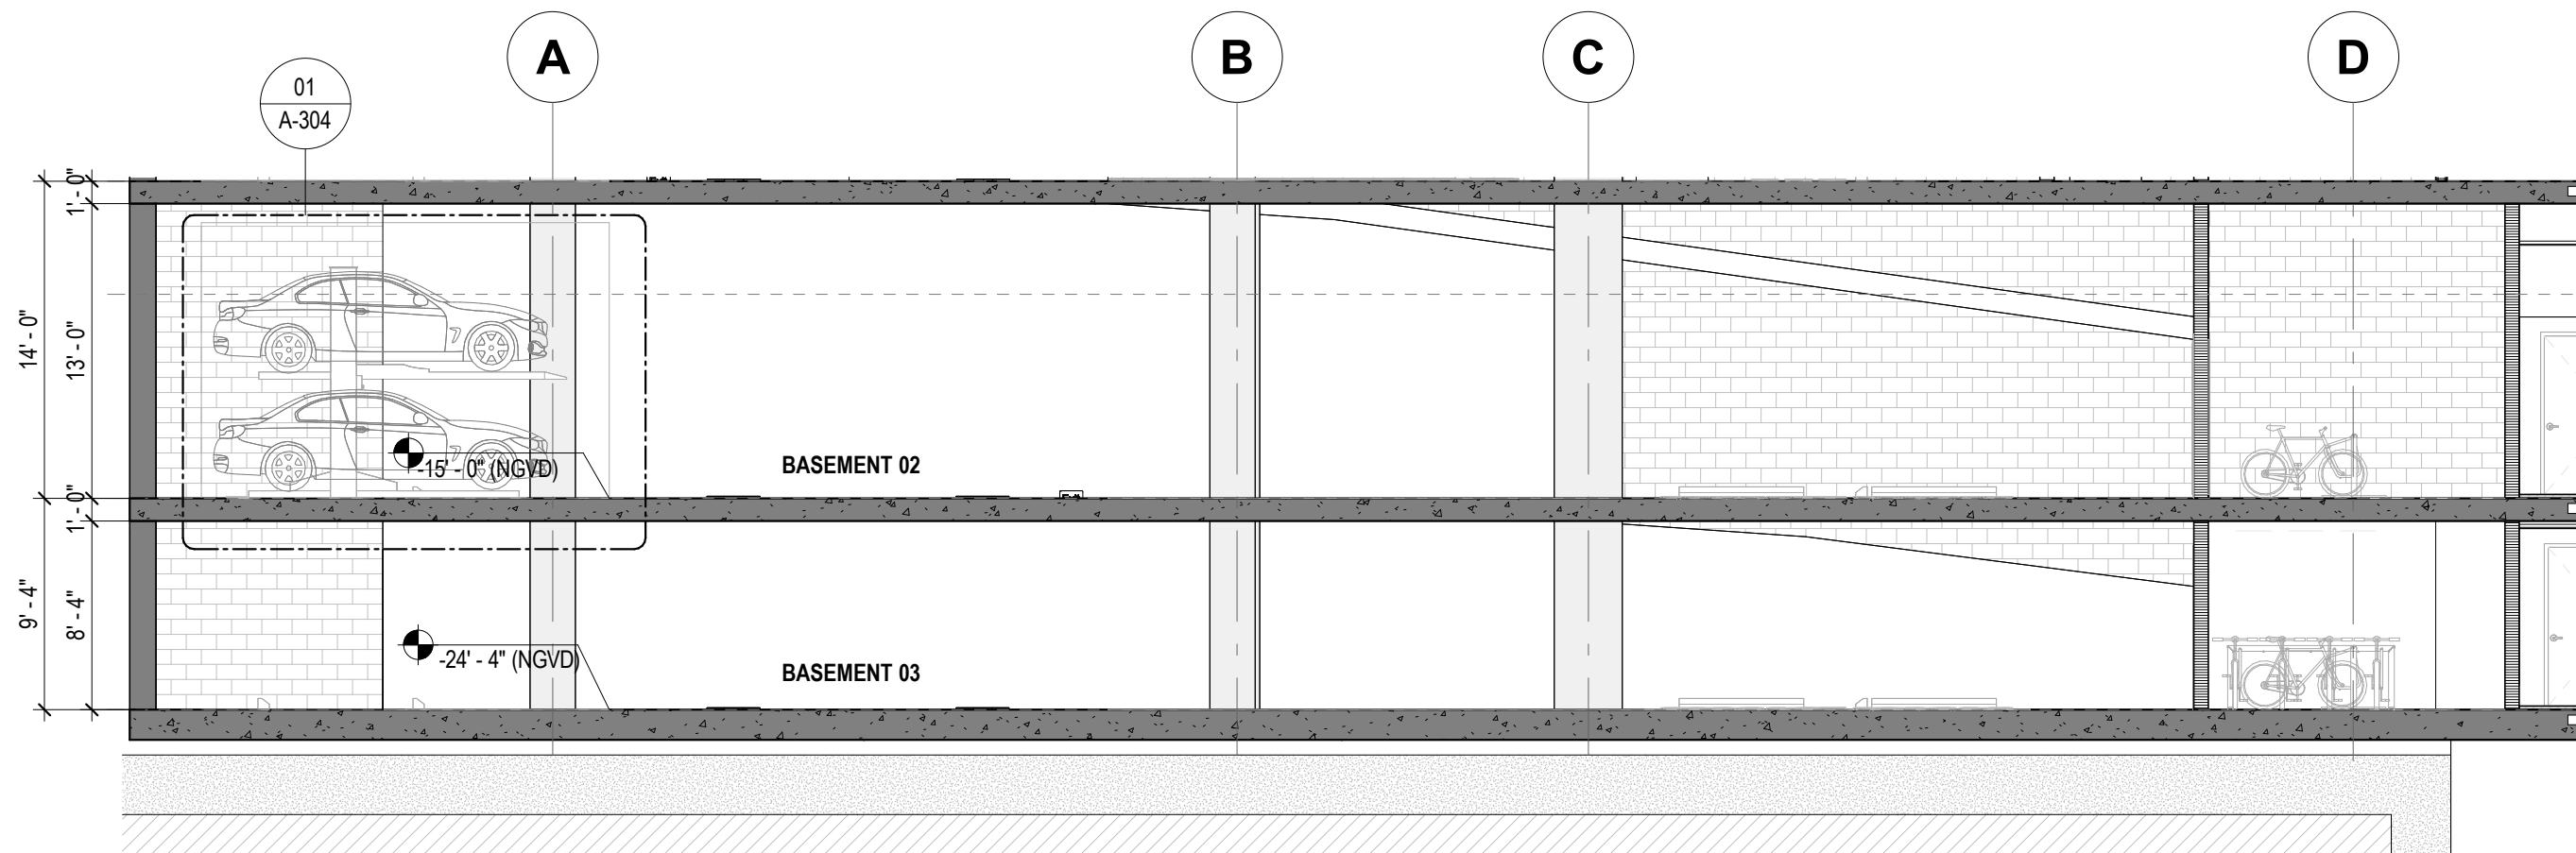 A
B
C
D
01
A-304
1' - 0"
14' - 0"
13' - 0"
-15' - 0" (NGVD)
BASEMENT 02
1' - 0"
9' - 4"
8' - 4"
-24' - 4" (NGVD)
BASEMENT 03